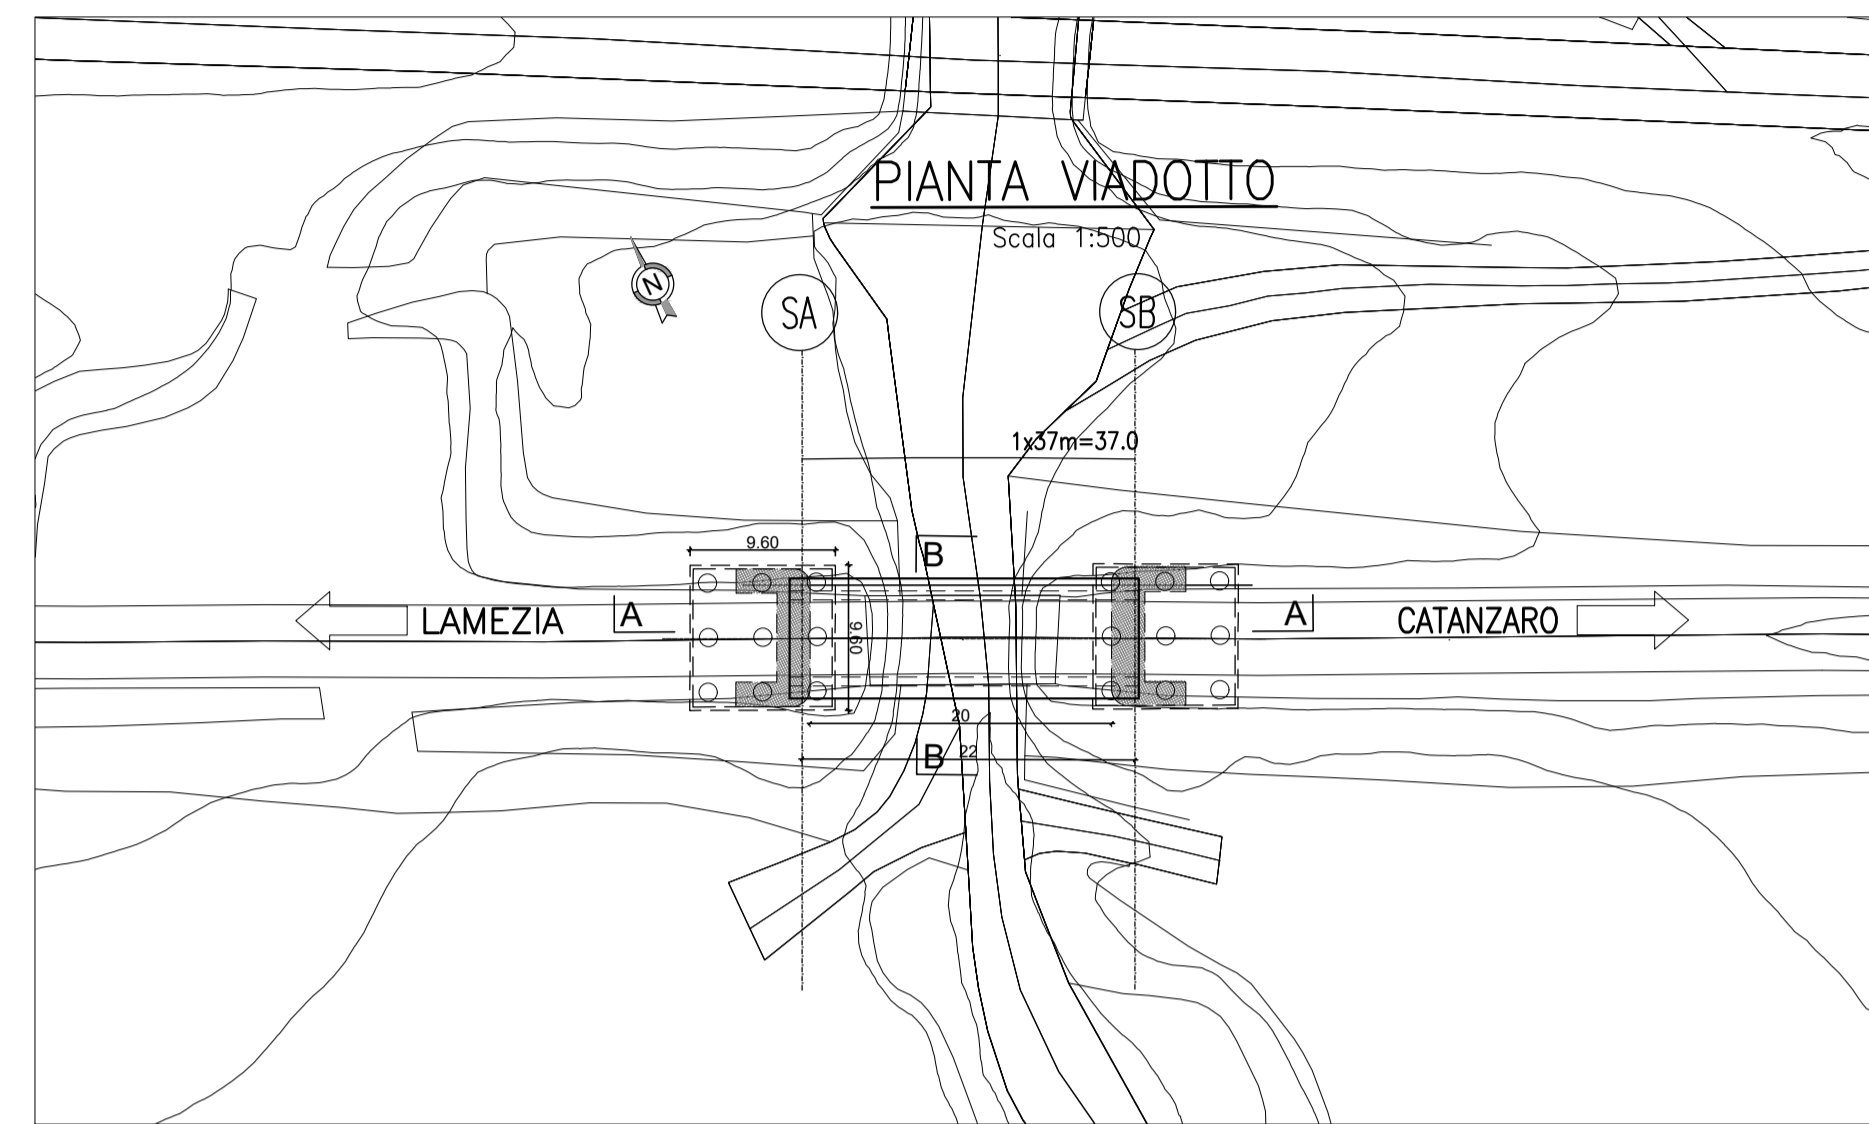 PIANTA VIADOTTO
Scala 1:500
N
SA
SB
1x37m=37.0
9.60
B
LAMEZIA
A
9.60
A
CATANZARO
20
B
22